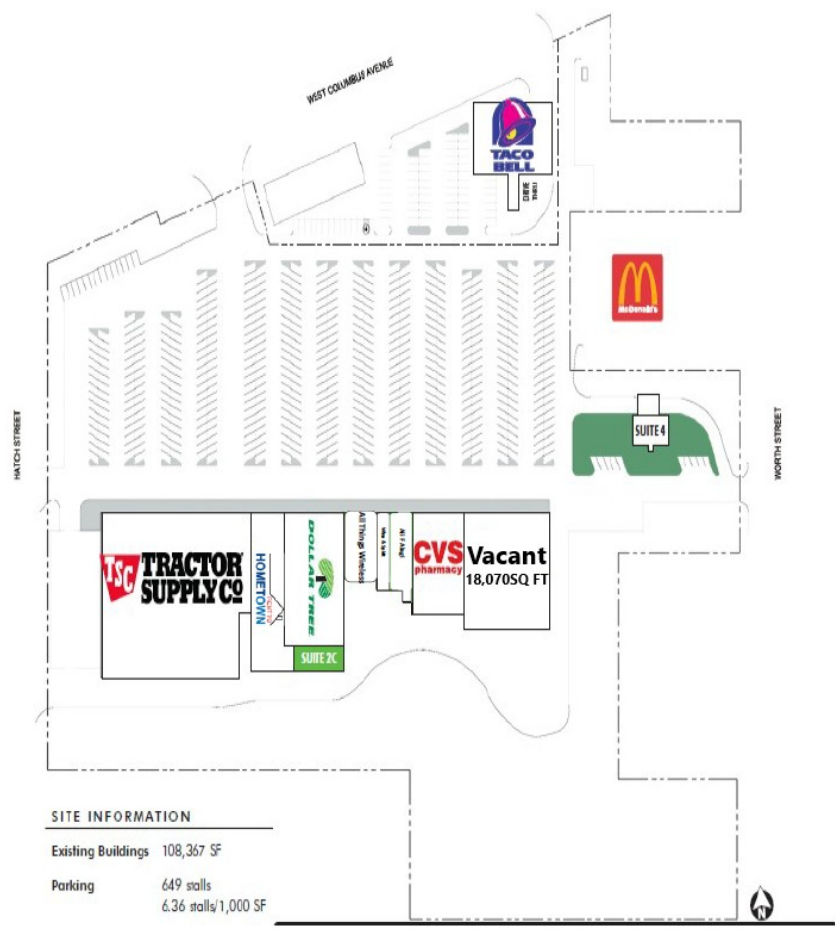 WEST COLUMBUS AVENUE
TACO
BELL
DRIVE
THRU
McDonald's
HATCH STREET
WORTH STREET
SUITE 4
TSC TRACTOR
SUPPLY CO
HOMETOWN
DOLLAR TREE
SUITE 2C
All Things Wireless
CVS
pharmacy
Vacant
18,070SQ FT
SITE INFORMATION
Existing Buildings 108,367 SF
Parking 649 stalls
6.36 stalls/1,000 SF
N